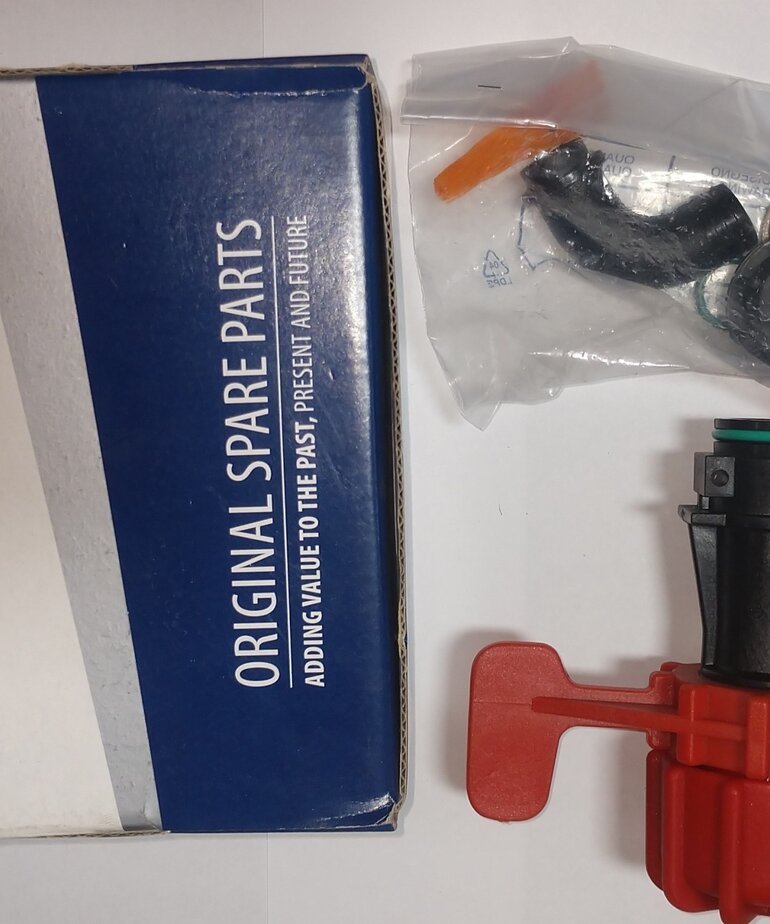 ORIGINAL SPARE PARTS
ADDING VALUE TO THE PAST, PRESENT AND FUTURE